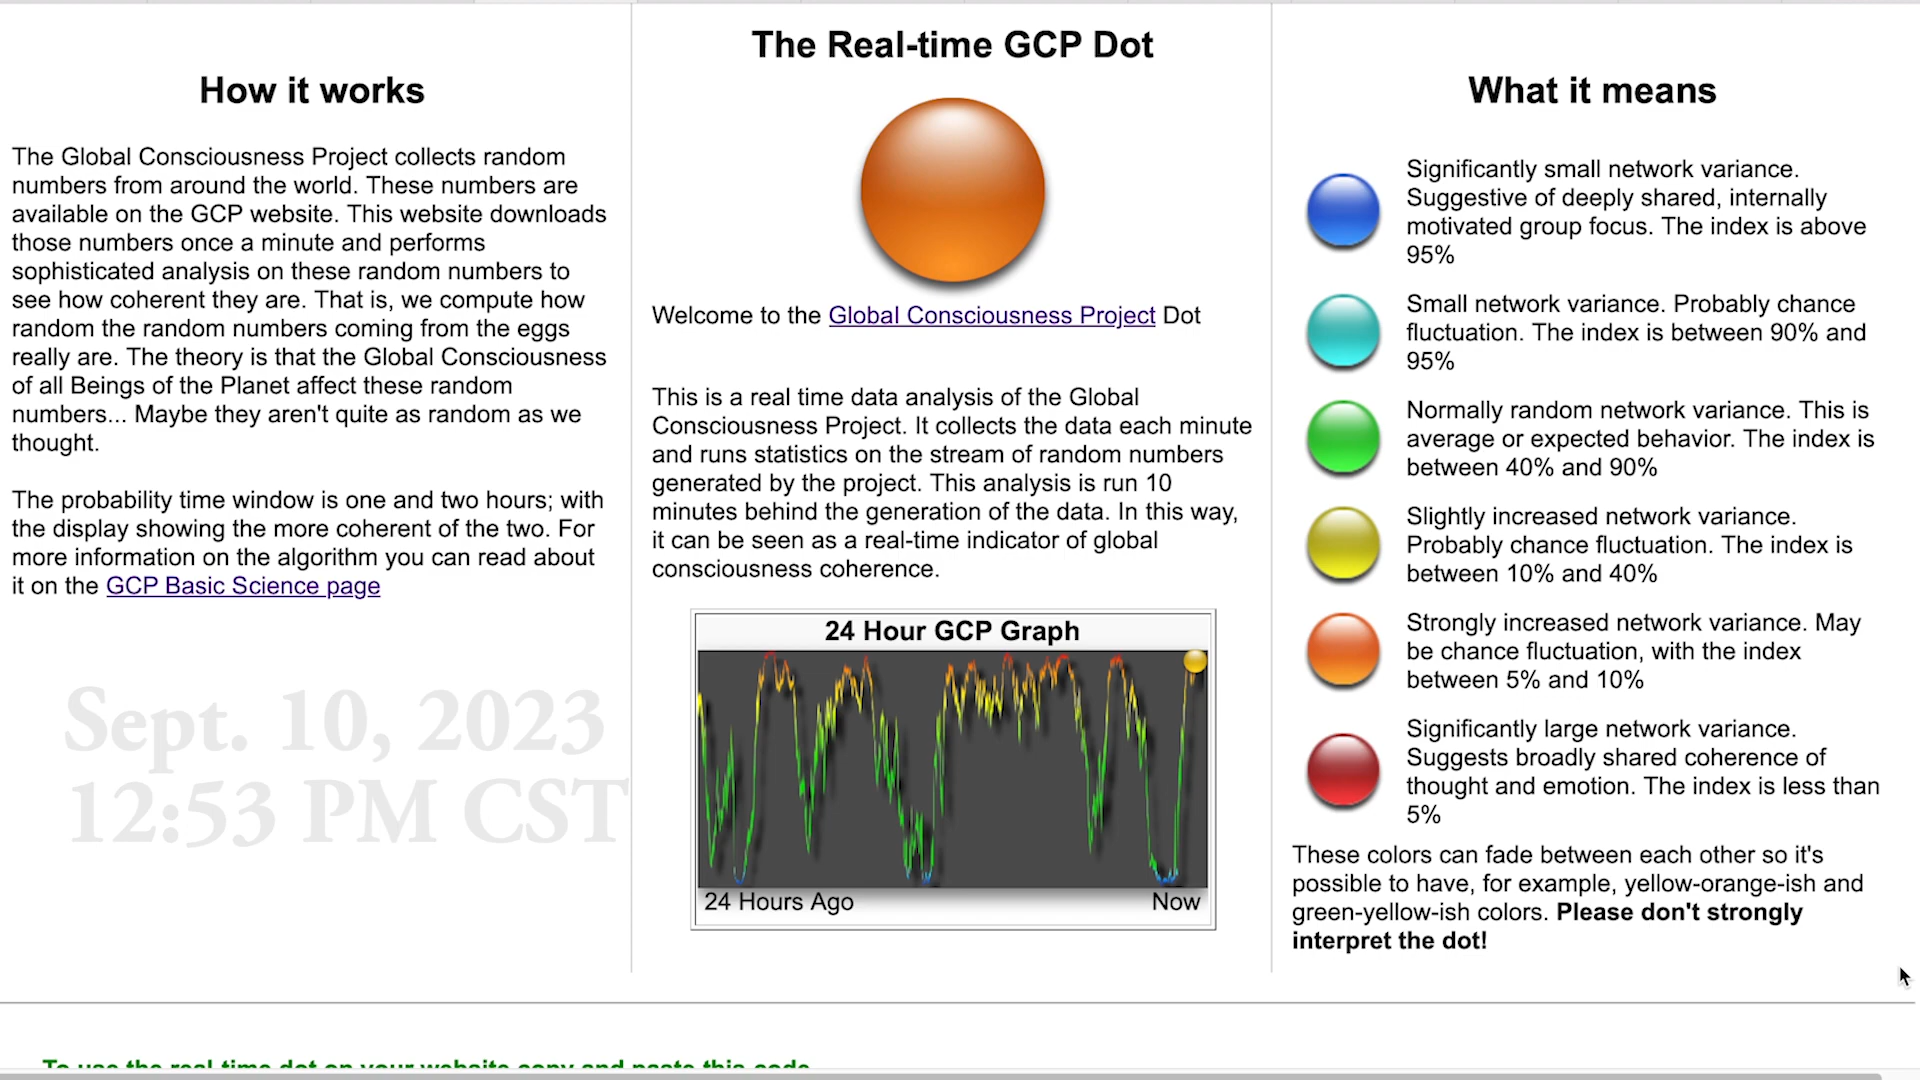 How it works
The Global Consciousness Project collects random
numbers from around the world. These numbers are
available on the GCP website. This website downloads
those numbers once a minute and performs
sophisticated analysis on these random numbers to
see how coherent they are. That is, we compute how
random the random numbers coming from the eggs
really are. The theory is that the Global Consciousness
of all Beings of the Planet affect these random
numbers... Maybe they aren't quite as random as we
thought.
The probability time window is one and two hours; with
the display showing the more coherent of the two. For
more information on the algorithm you can read about
it on the GCP Basic Science page
Sept. 10, 2023
12:53 PM CST
The Real-time GCP Dot
Welcome to the Global Consciousness Project Dot
This is a real time data analysis of the Global
Consciousness Project. It collects the data each minute
and runs statistics on the stream of random numbers
generated by the project. This analysis is run 10
minutes behind the generation of the data. In this way,
it can be seen as a real-time indicator of global
consciousness coherence.
24 Hour GCP Graph
24 Hours Ago
Now
What it means
Significantly small network variance.
Suggestive of deeply shared, internally
motivated group focus. The index is above
95%
Small network variance. Probably chance
fluctuation. The index is between 90% and
95%
Normally random network variance. This is
average or expected behavior. The index is
between 40% and 90%
Slightly increased network variance.
Probably chance fluctuation. The index is
between 10% and 40%
Strongly increased network variance. May
be chance fluctuation, with the index
between 5% and 10%
Significantly large network variance.
Suggests broadly shared coherence of
thought and emotion. The index is less than
5%
These colors can fade between each other so it's
possible to have, for example, yellow-orange-ish and
green-yellow-ish colors. Please don't strongly
interpret the dot!
To use the real time dot on your website copy and paste this code